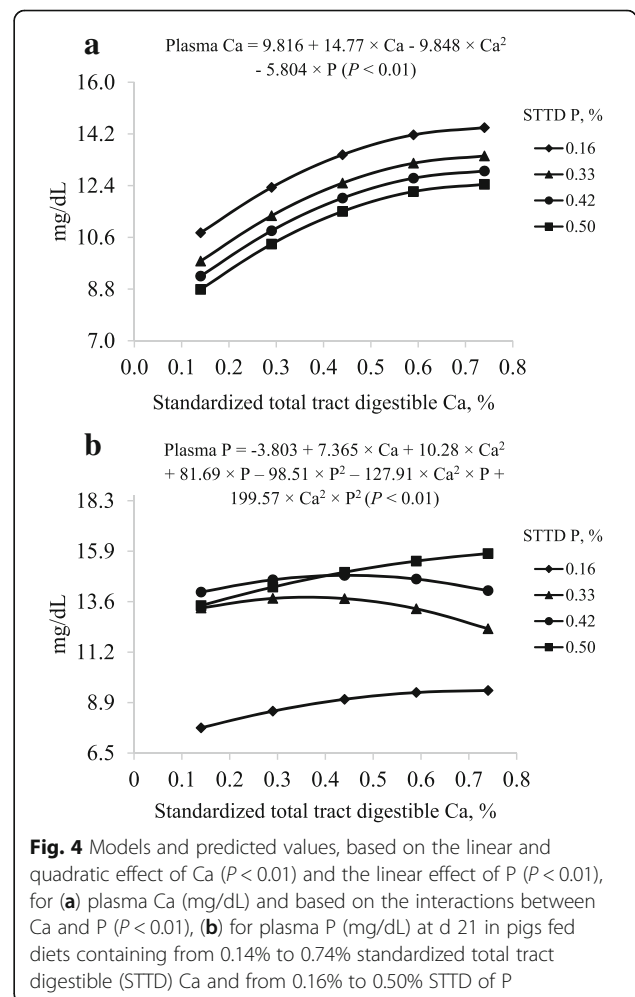 a
Plasma Ca = 9.816 + 14.77 × Ca - 9.848 × Ca²
- 5.804 × P (P < 0.01)
16.0
14.2
12.4
10.6
8.8
7.0
mg/dL
STTD P, %
0.16
0.33
0.42
0.50
0.0 0.1 0.2 0.3 0.4 0.5 0.6 0.7 0.8
Standardized total tract digestible Ca, %
b
Plasma P = -3.803 + 7.365 × Ca + 10.28 × Ca²
+ 81.69 × P – 98.51 × P² – 127.91 × Ca² × P +
199.57 × Ca² × P² (P < 0.01)
18.3
15.9
13.6
11.2
8.9
6.5
mg/dL
STTD P, %
0.16
0.33
0.42
0.50
0 0.1 0.2 0.3 0.4 0.5 0.6 0.7 0.8
Standardized total tract digestible Ca, %
Fig. 4 Models and predicted values, based on the linear and
quadratic effect of Ca (P < 0.01) and the linear effect of P (P < 0.01),
for (a) plasma Ca (mg/dL) and based on the interactions between
Ca and P (P < 0.01), (b) for plasma P (mg/dL) at d 21 in pigs fed
diets containing from 0.14% to 0.74% standardized total tract
digestible (STTD) Ca and from 0.16% to 0.50% STTD of P